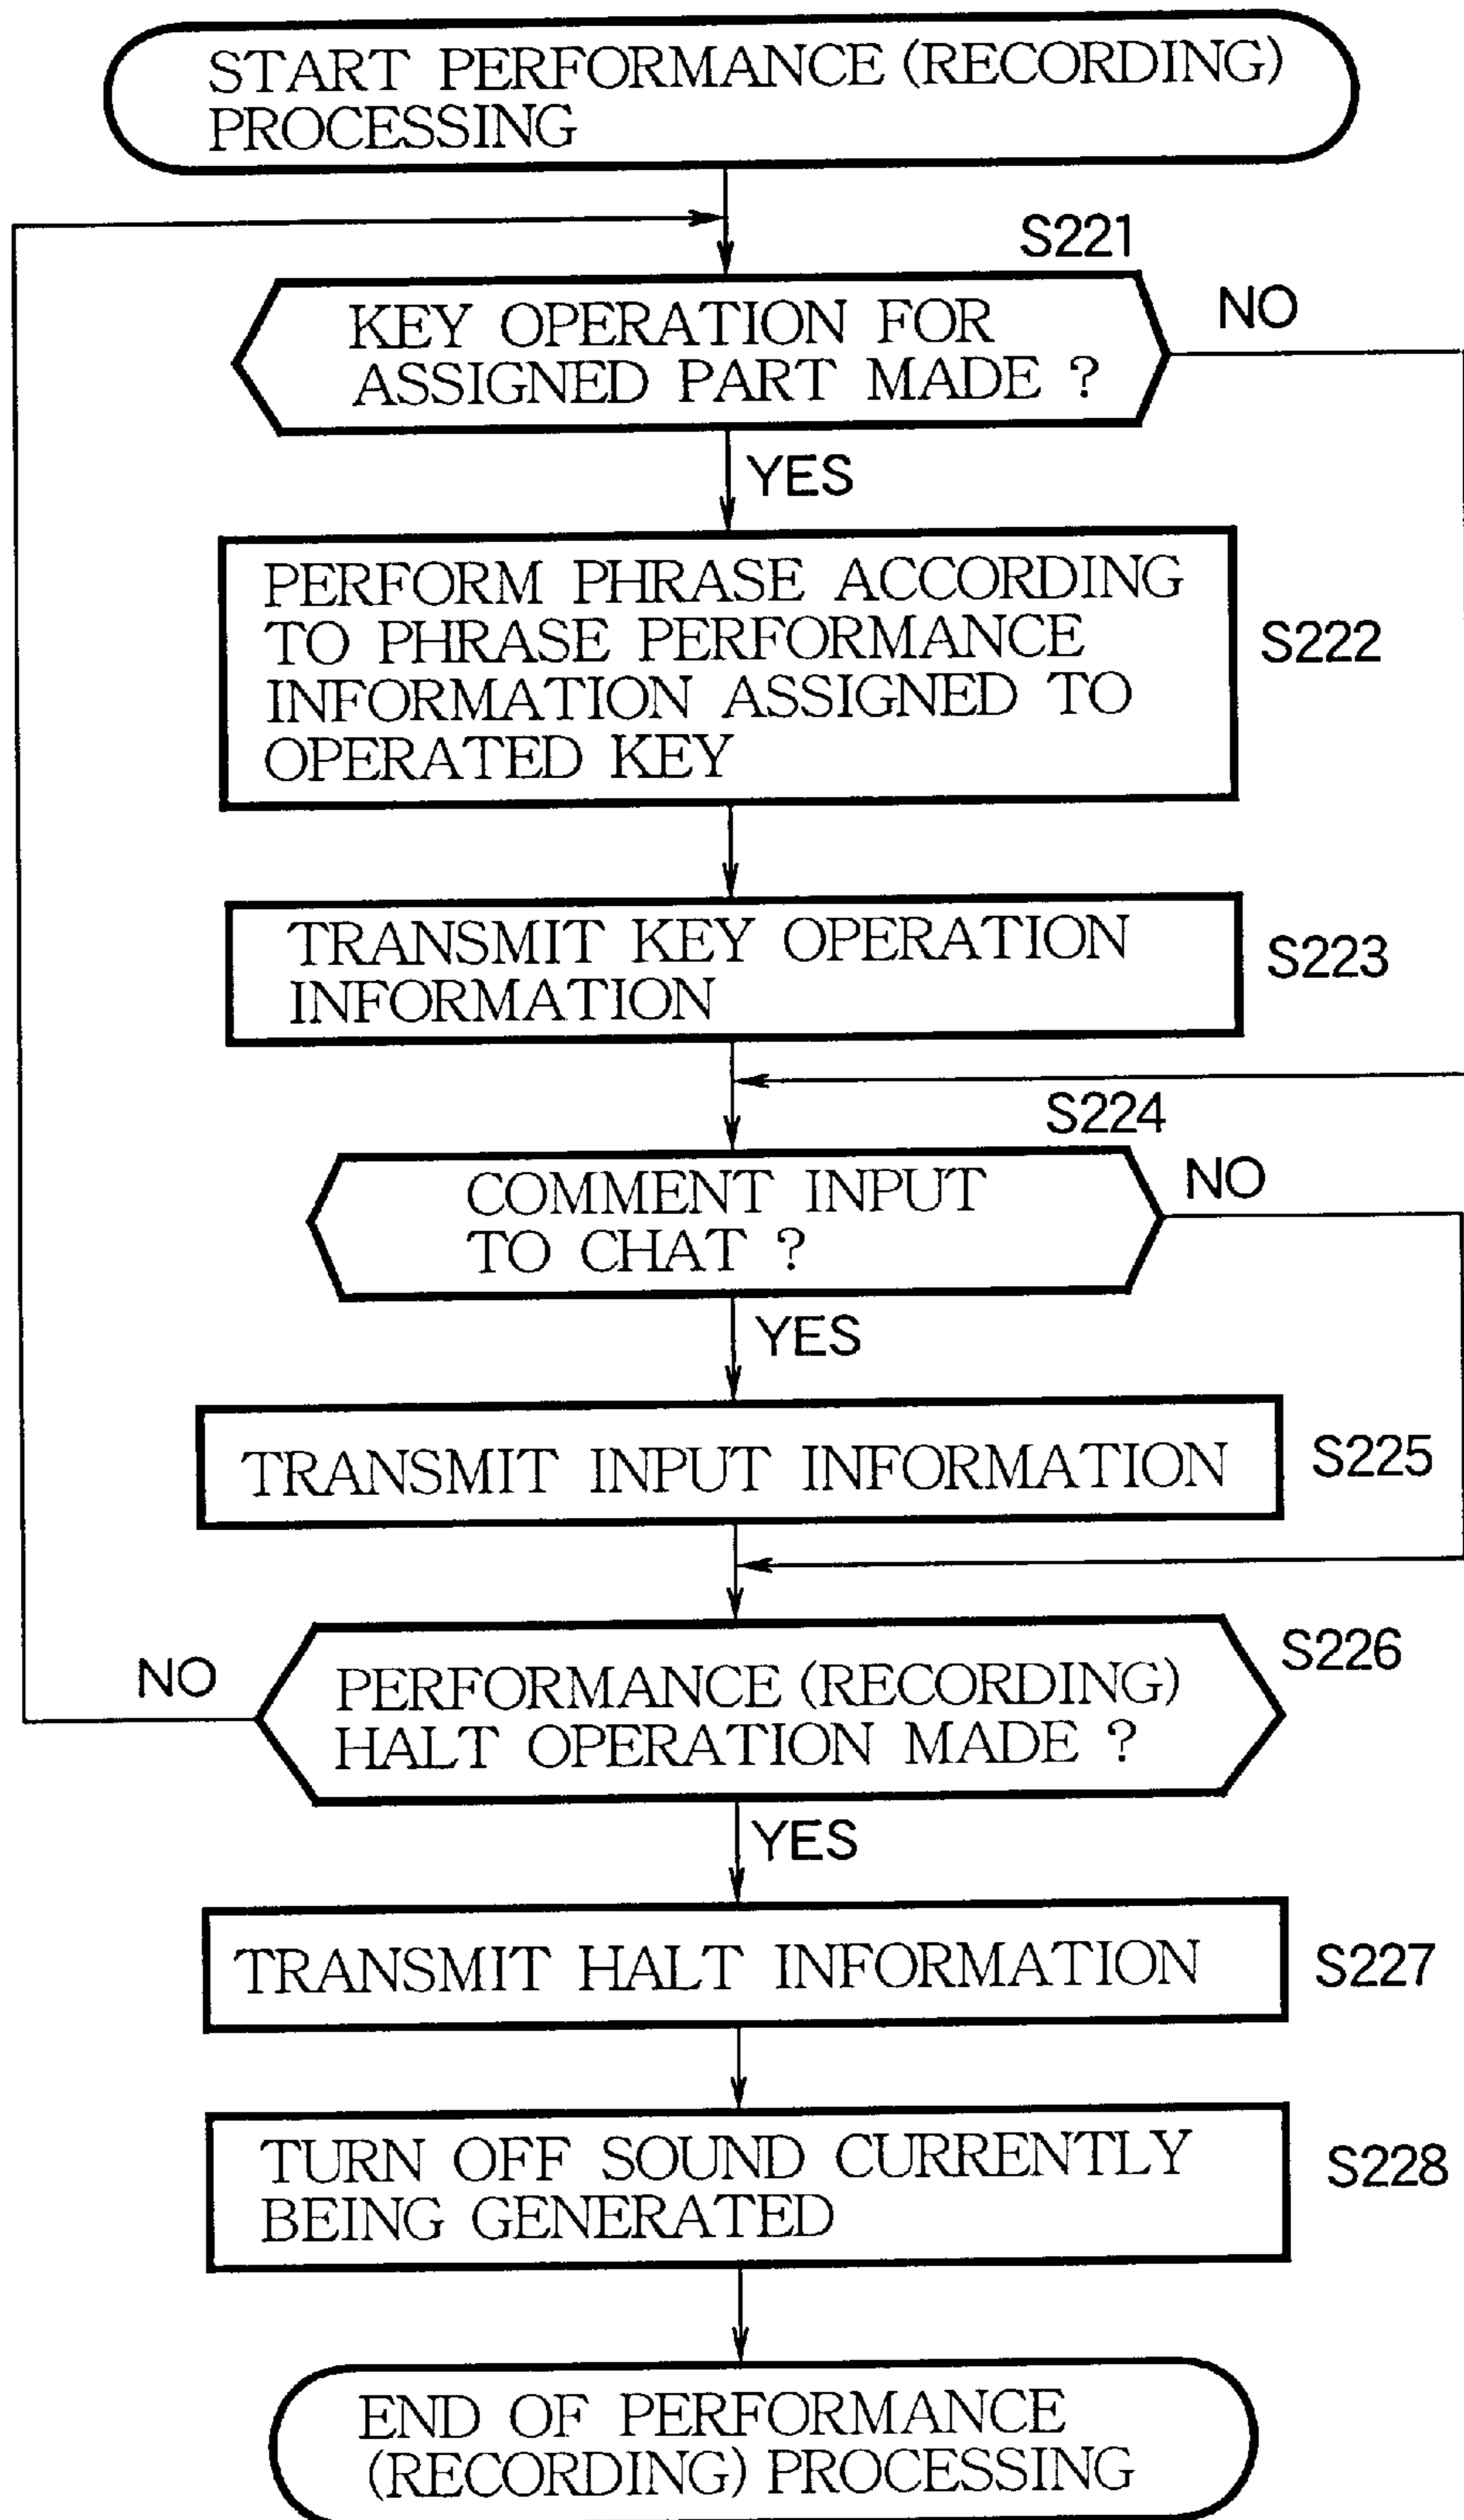 START PERFORMANCE (RECORDING)
PROCESSING
S221
KEY OPERATION FOR
ASSIGNED PART MADE ?
NO
YES
PERFORM PHRASE ACCORDING
TO PHRASE PERFORMANCE
INFORMATION ASSIGNED TO
OPERATED KEY
S222
TRANSMIT KEY OPERATION
INFORMATION
S223
S224
COMMENT INPUT
TO CHAT ?
NO
YES
TRANSMIT INPUT INFORMATION
S225
S226
NO
PERFORMANCE (RECORDING)
HALT OPERATION MADE ?
YES
TRANSMIT HALT INFORMATION
S227
TURN OFF SOUND CURRENTLY
BEING GENERATED
S228
END OF PERFORMANCE
(RECORDING) PROCESSING